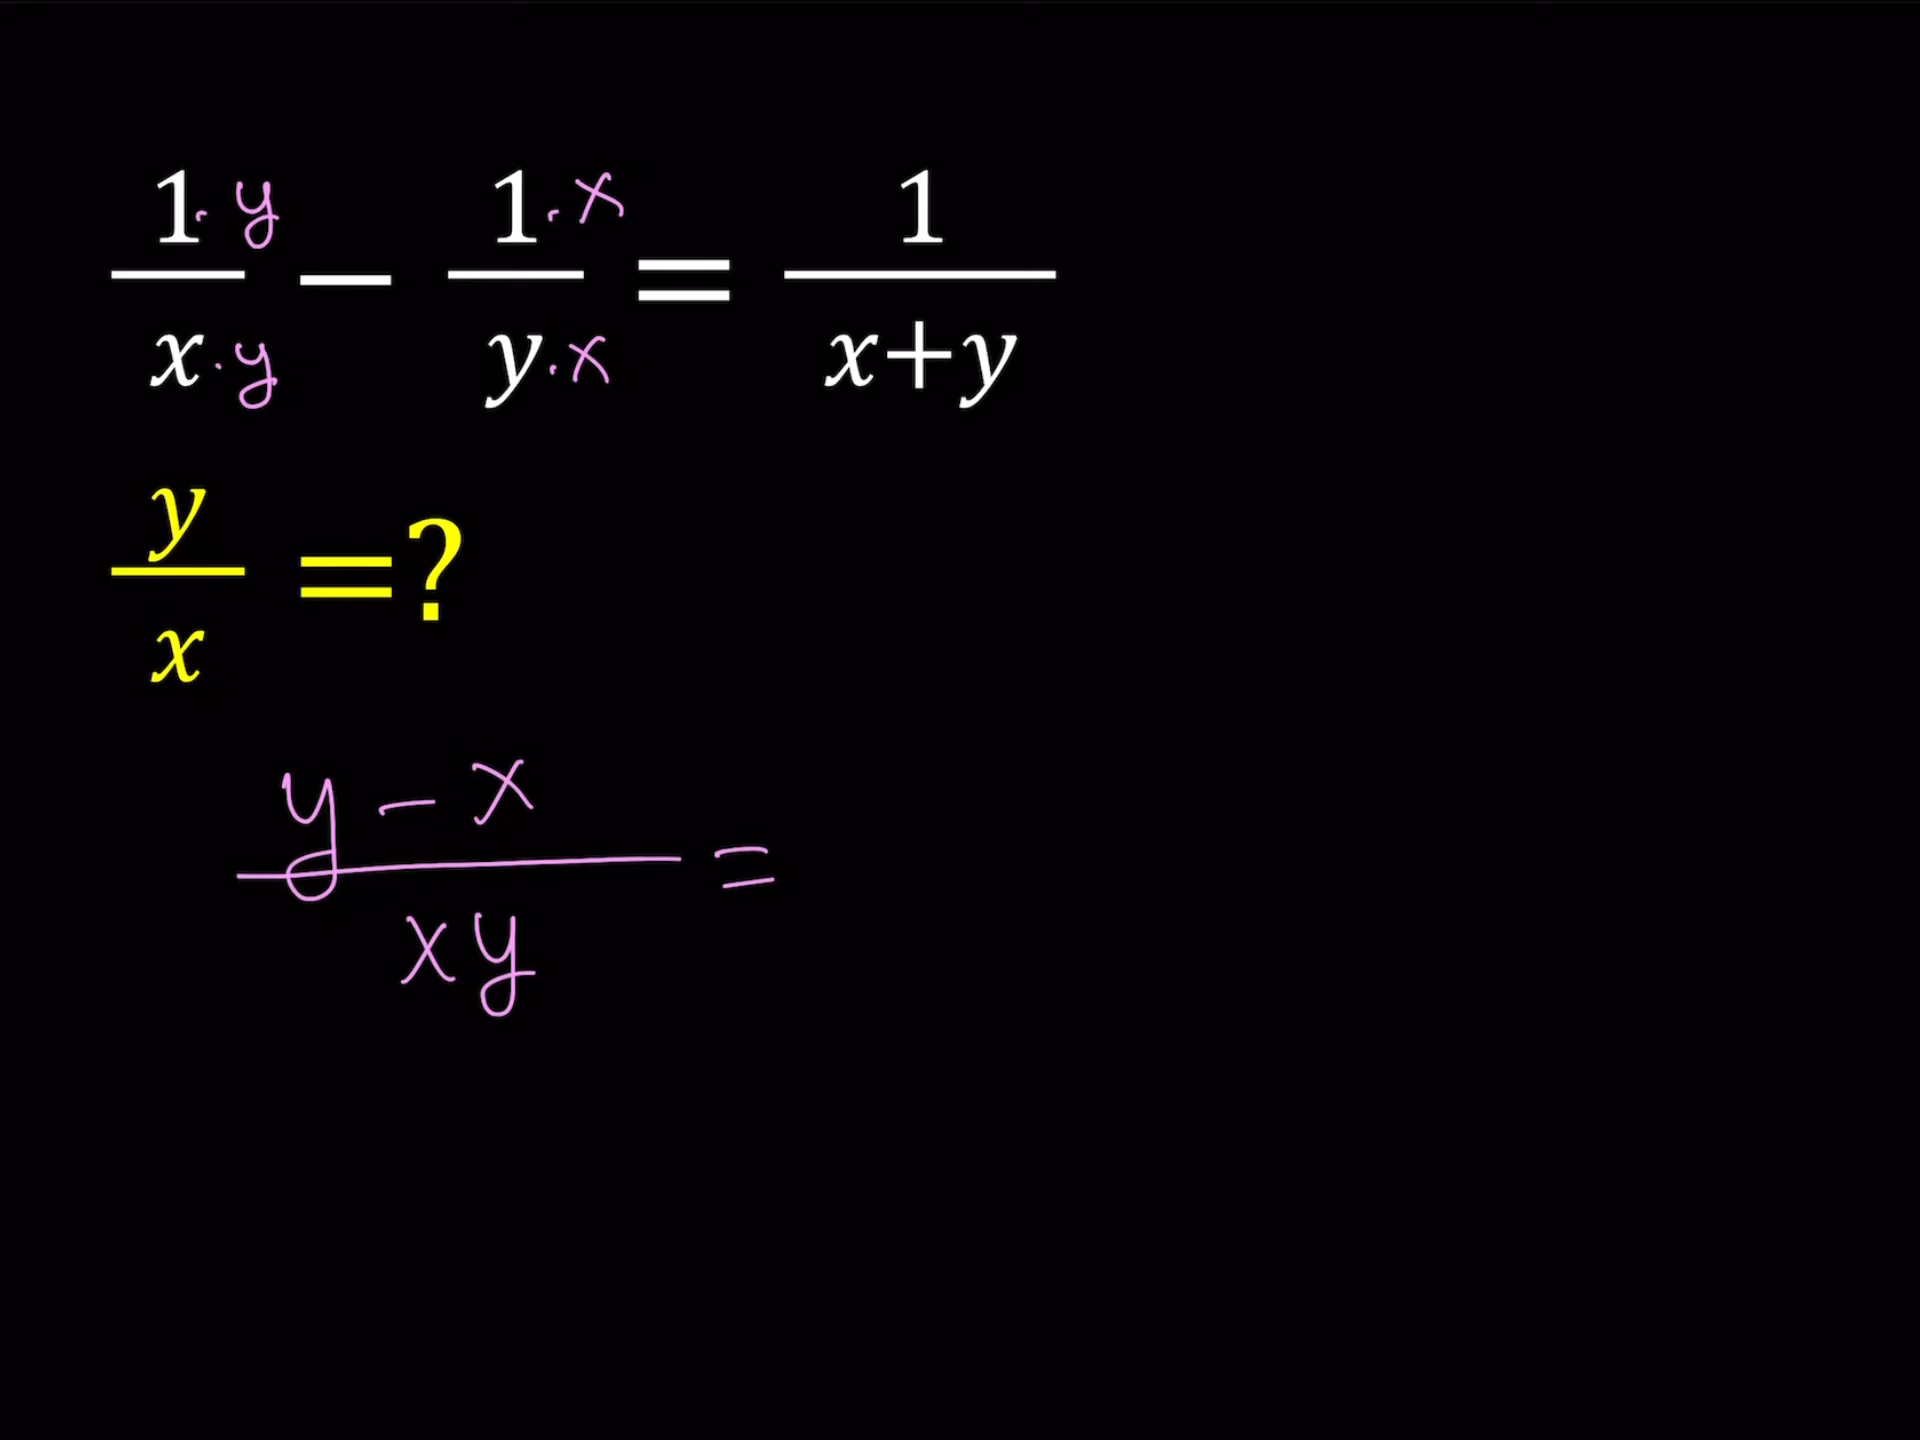 1·y/x·y − 1·x/y·x = 1/x+y
y/x =?
y − x/xy =